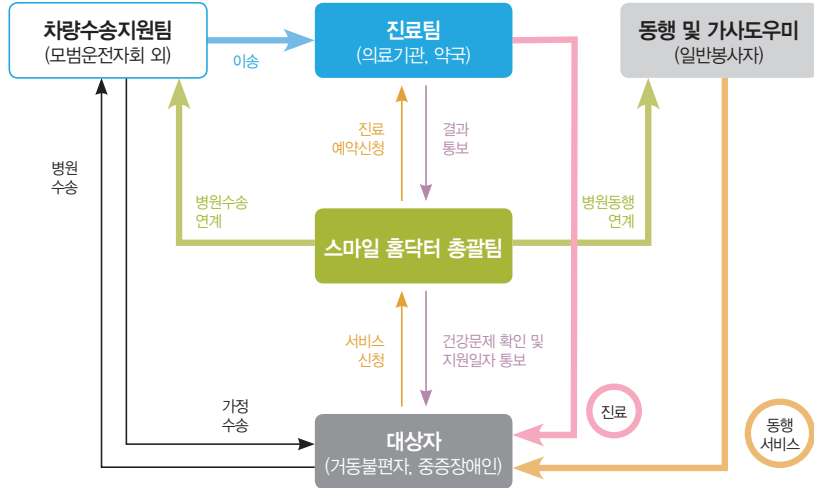 차량수송지원팀
(모범운전자회 외)
이송
진료팀
(의료기관, 약국)
동행 및 가사도우미
(일반봉사자)
진료
예약신청
결과
통보
병원
수송
병원수송
연계
병원동행
연계
스마일 홈닥터 총괄팀
서비스
신청
건강문제 확인 및
지원일자 통보
가정
수송
진료
동행
서비스
대상자
(거동불편자, 중증장애인)